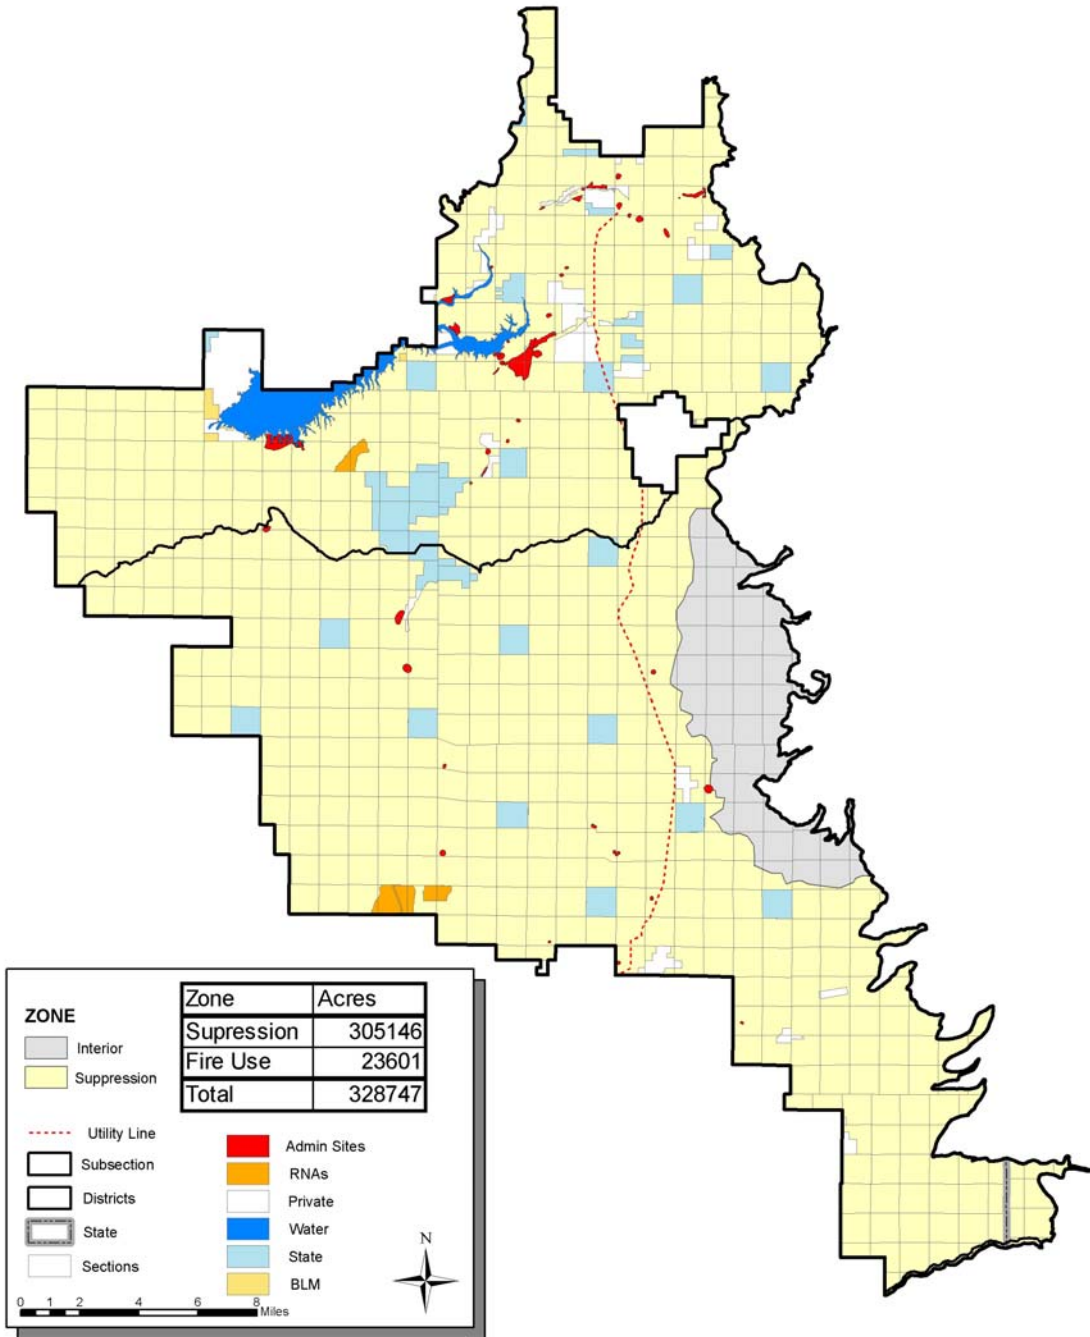 ZONE
Interior
Suppression
Zone Acres
Supression 305146
Fire Use 23601
Total 328747
Utility Line
Subsection
Districts
State
Sections
Admin Sites
RNAs
Private
Water
State
BLM
N
0 1 2 4 6 8
Miles